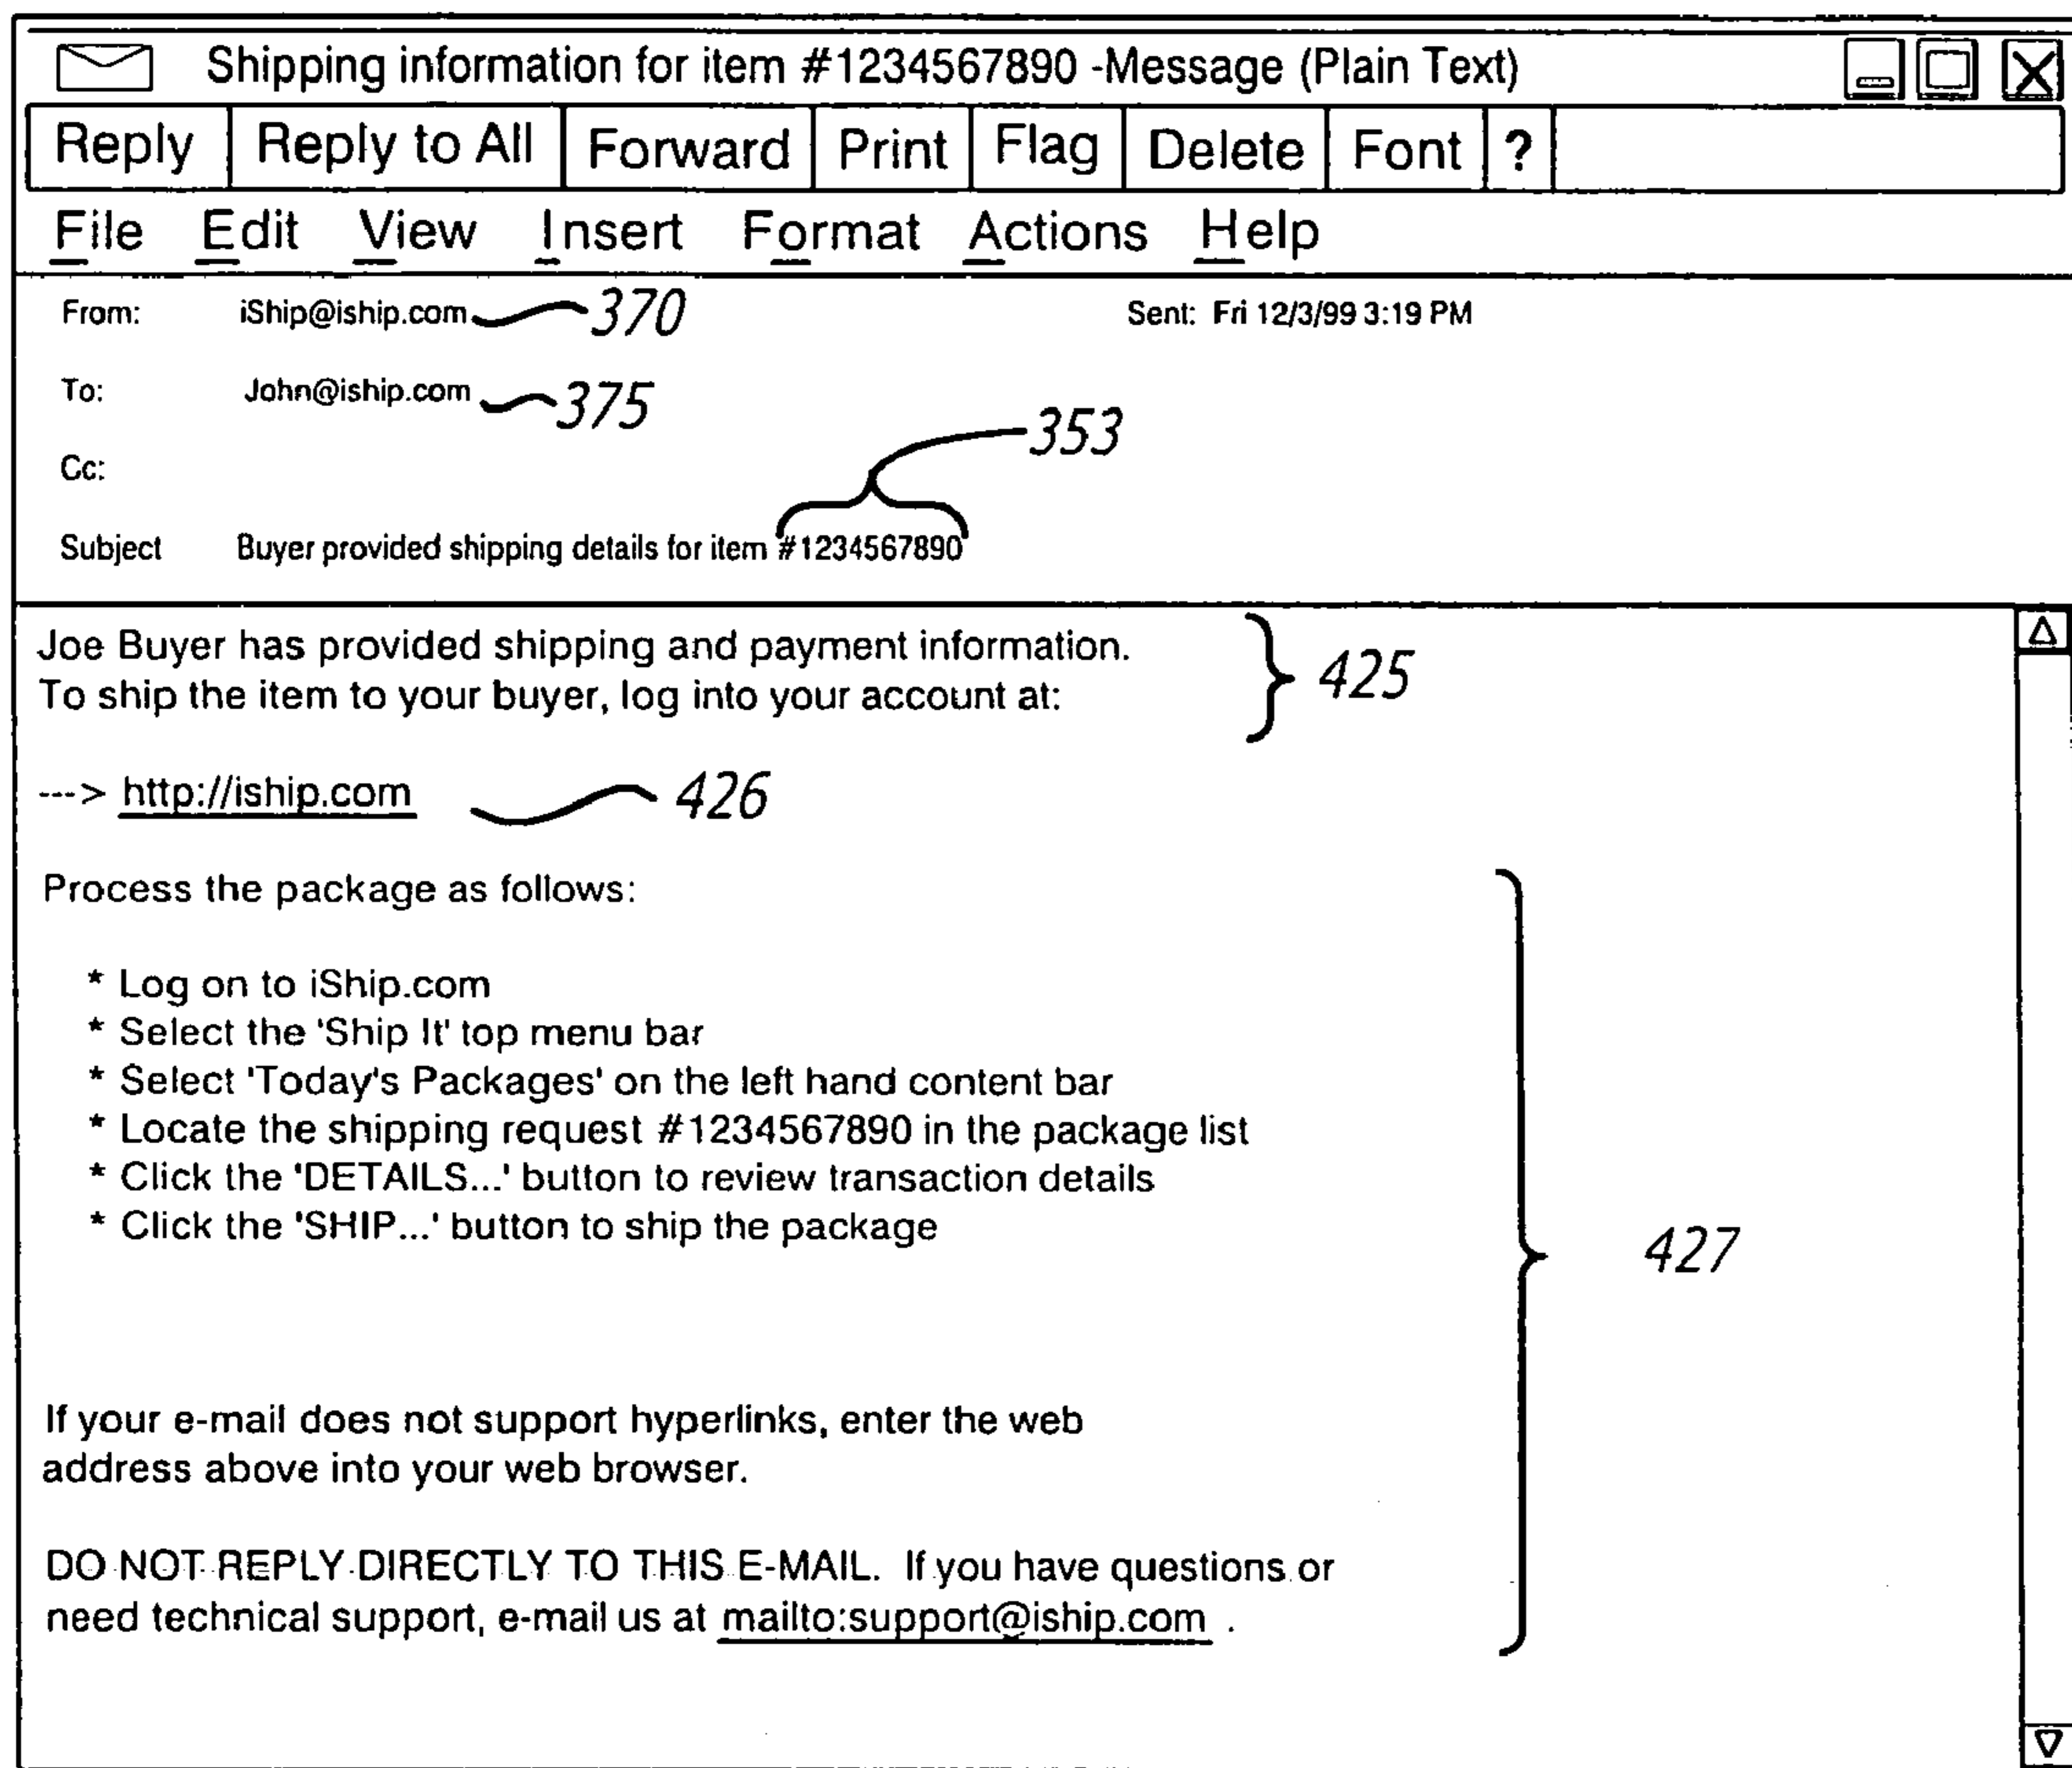 Shipping information for item #1234567890 -Message (Plain Text)
Reply Reply to All Forward Print Flag Delete Font ?
File Edit View Insert Format Actions Help
From: iShip@iship.com 370 Sent: Fri 12/3/99 3:19 PM
To: John@iship.com 375
353
Cc:
Subject Buyer provided shipping details for item #1234567890
Joe Buyer has provided shipping and payment information.
To ship the item to your buyer, log into your account at:
425
---> http://iship.com 426
Process the package as follows:
* Log on to iShip.com
* Select the 'Ship It' top menu bar
* Select 'Today's Packages' on the left hand content bar
* Locate the shipping request #1234567890 in the package list
* Click the 'DETAILS...' button to review transaction details
* Click the 'SHIP...' button to ship the package
427
If your e-mail does not support hyperlinks, enter the web
address above into your web browser.
DO NOT REPLY DIRECTLY TO THIS E-MAIL. If you have questions or
need technical support, e-mail us at mailto:support@iship.com .